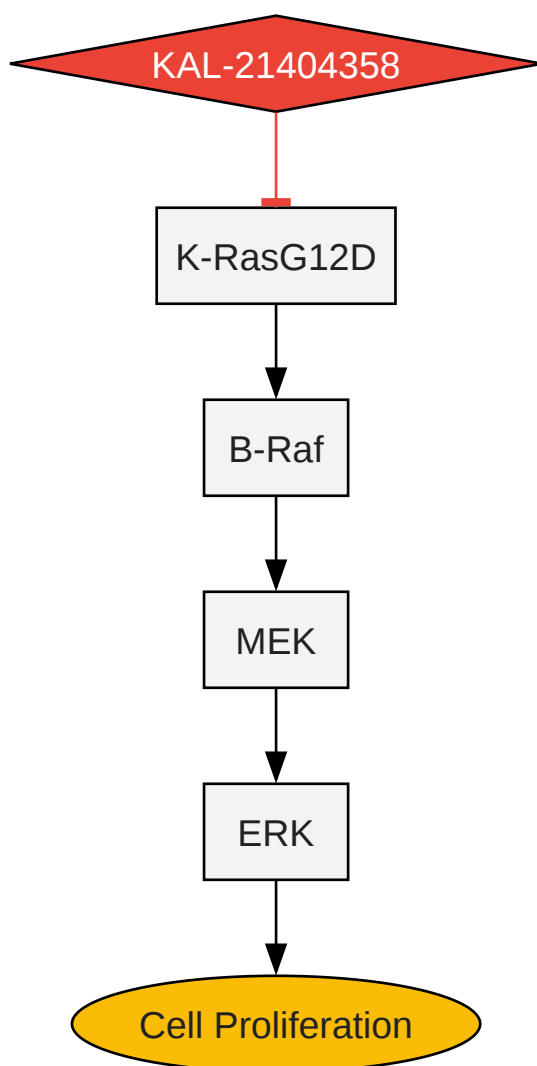 KAL-21404358
K-RasG12D
B-Raf
MEK
ERK
Cell Proliferation